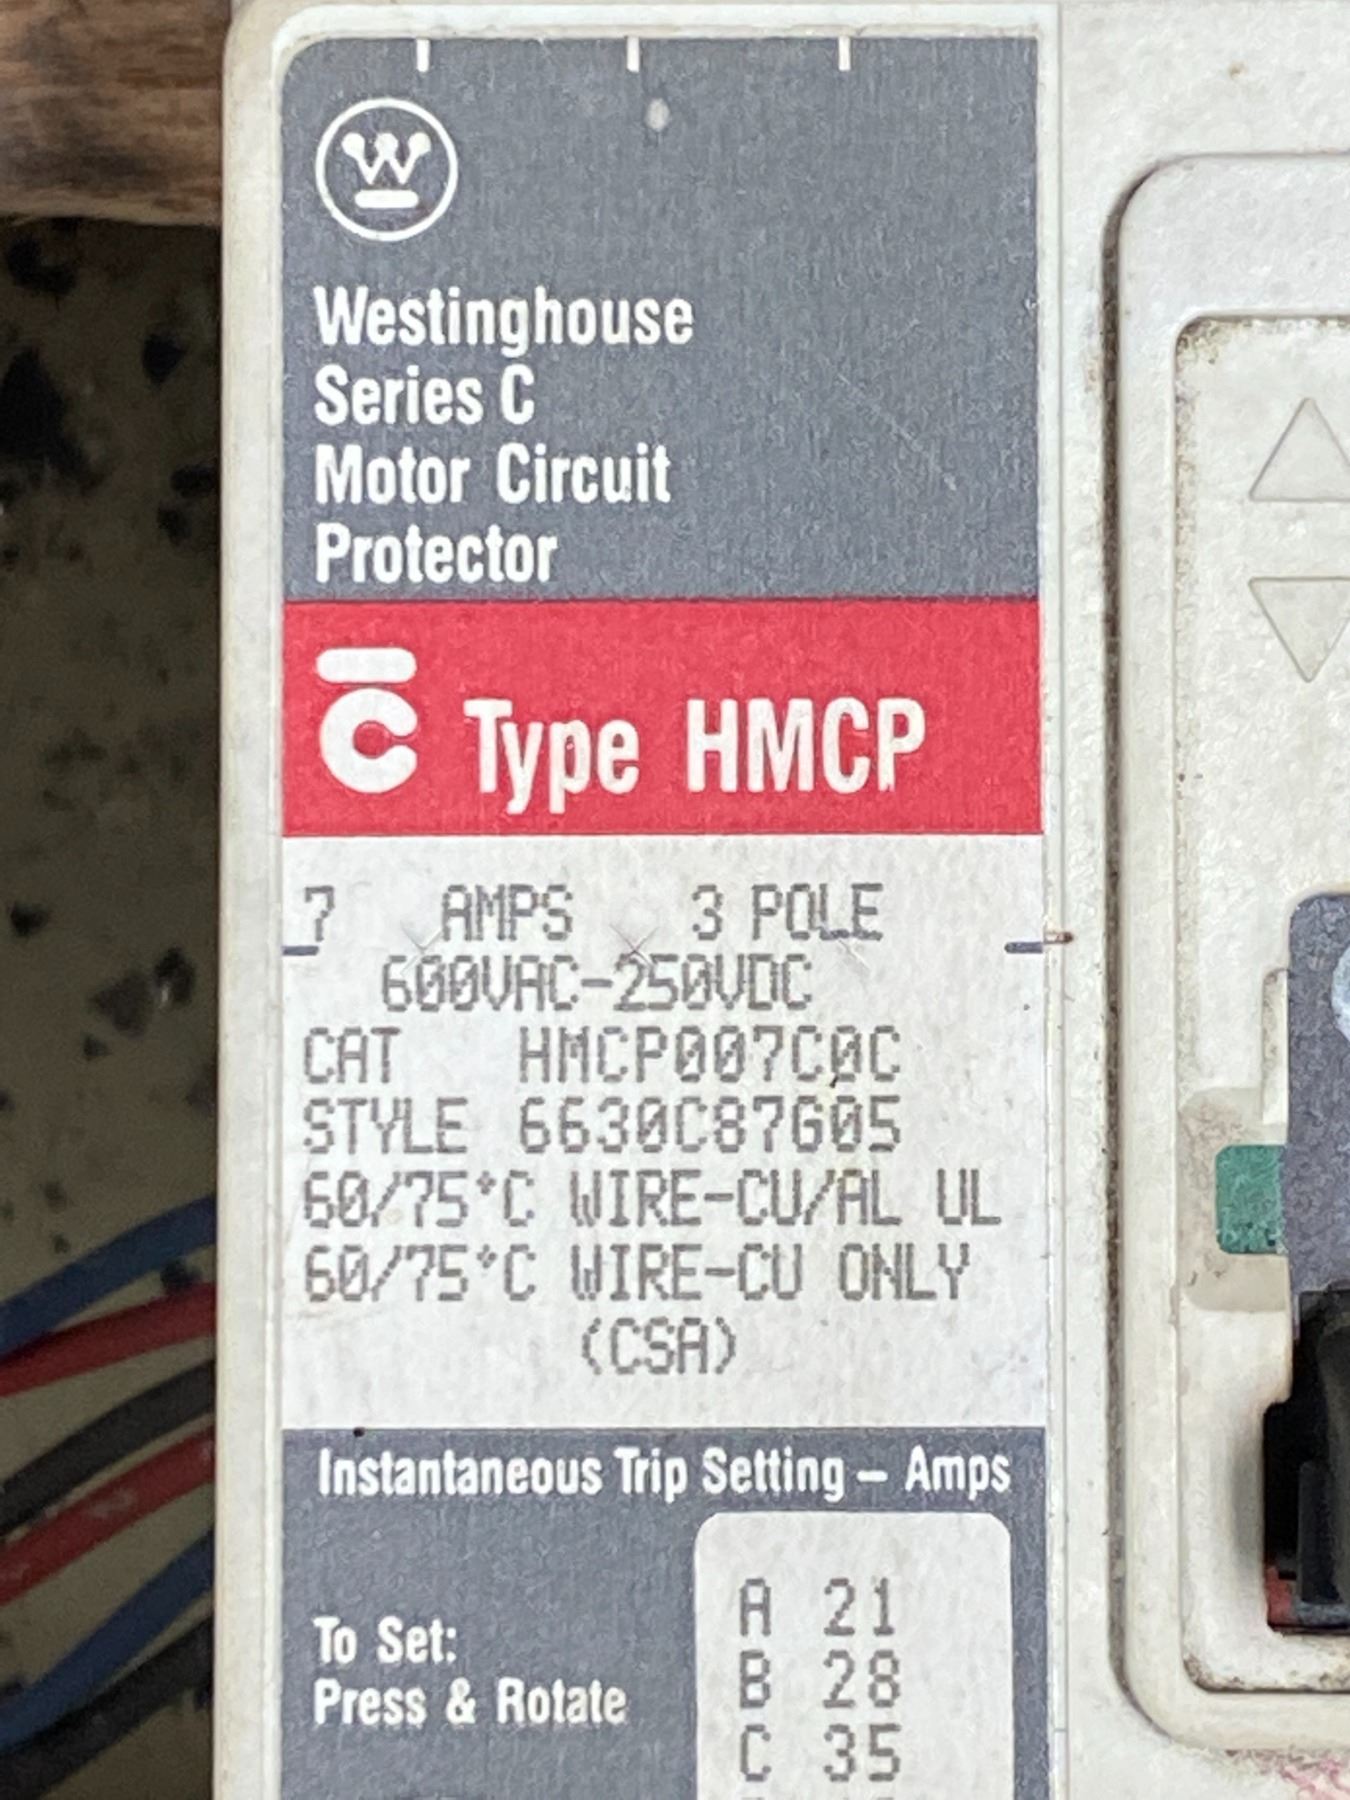 W
Westinghouse
Series C
Motor Circuit
Protector
C Type HMCP
7 AMPS 3 POLE
600VAC-250VDC
CAT HMCP007C0C
STYLE 6630C87G05
60/75°C WIRE-CU/AL UL
60/75°C WIRE-CU ONLY
(CSA)
Instantaneous Trip Setting – Amps
To Set:
Press & Rotate
A 21
B 28
C 35